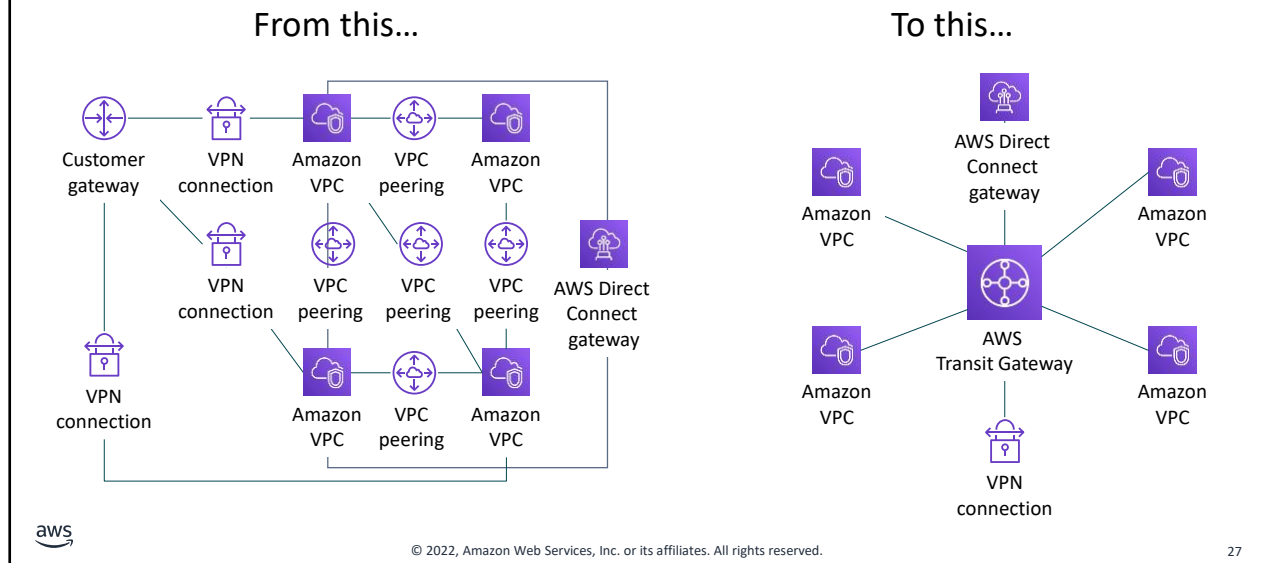 From this…
To this…
Customer
gateway
VPN
connection
Amazon
VPC
VPC
peering
Amazon
VPC
VPN
connection
VPC
peering
VPC
peering
VPC
peering
AWS Direct
Connect
gateway
VPN
connection
Amazon
VPC
VPC
peering
Amazon
VPC
AWS Direct
Connect
gateway
Amazon
VPC
Amazon
VPC
AWS
Transit Gateway
Amazon
VPC
Amazon
VPC
VPN
connection
aws
© 2022, Amazon Web Services, Inc. or its affiliates. All rights reserved.
27